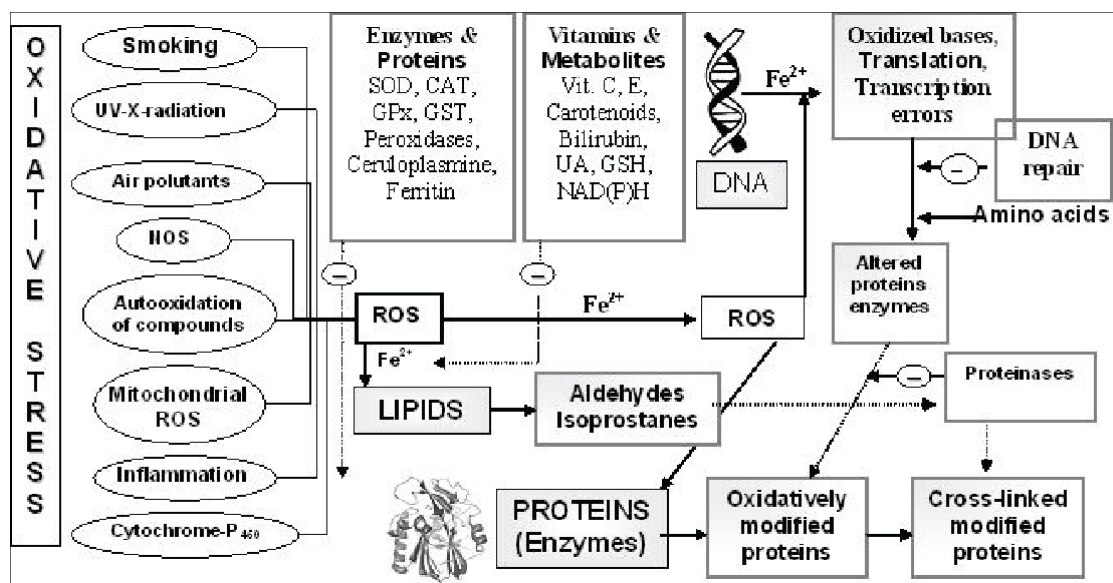 OXIDATIVE STRESS
Smoking
UV-X-radiation
Air polutants
NOS
Autooxidation
of compounds
Mitochondrial
ROS
Inflammation
Cytochrome-P450
Enzymes &
Proteins
SOD, CAT,
GPx, GST,
Peroxidases,
Ceruloplasmine,
Ferritin
Vitamins &
Metabolites
Vit. C, E,
Carotenoids,
Bilirubin,
UA, GSH,
NAD(P)H
DNA
Fe2+
Oxidized bases,
Translation,
Transcription
errors
DNA
repair
–
Amino acids
Altered
proteins
enzymes
–
–
ROS
Fe2+
ROS
Fe2+
LIPIDS
Aldehydes
Isoprostanes
–
Proteinases
PROTEINS
(Enzymes)
Oxidatively
modified
proteins
Cross-linked
modified
proteins